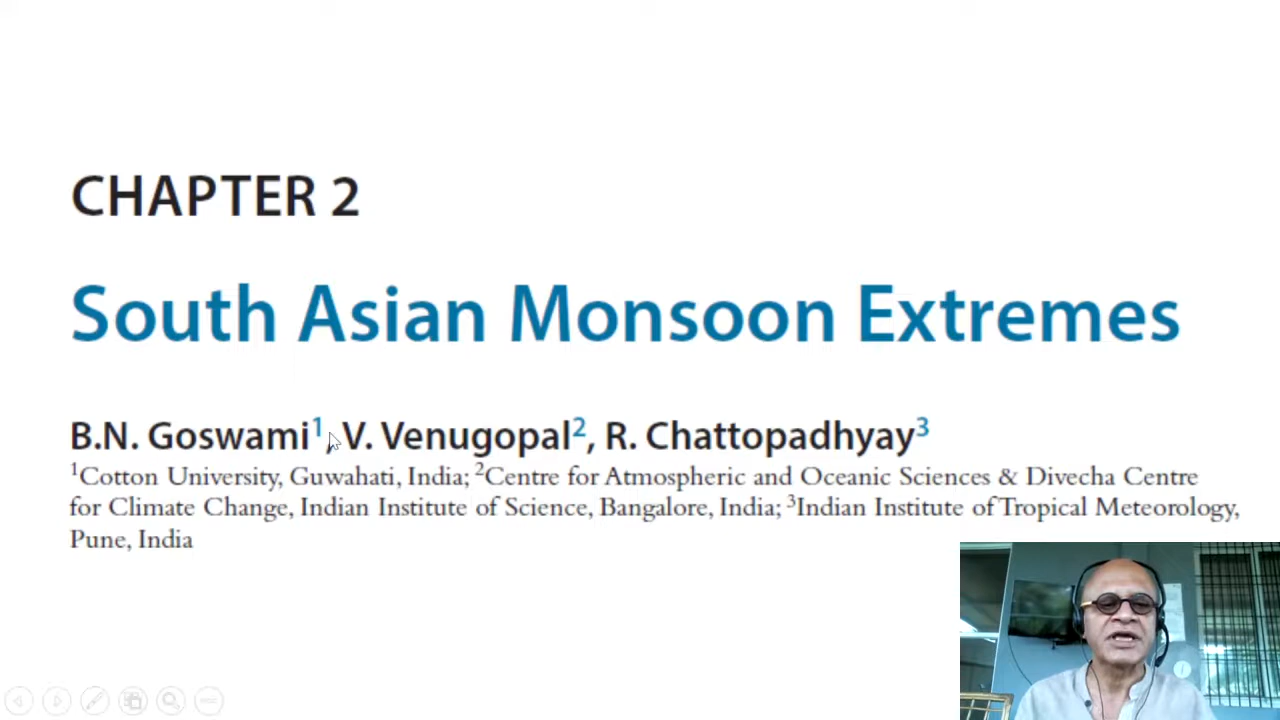 CHAPTER 2
South Asian Monsoon Extremes
B.N. Goswami¹, V. Venugopal², R. Chattopadhyay³
¹Cotton University, Guwahati, India; ²Centre for Atmospheric and Oceanic Sciences & Divecha Centre
for Climate Change, Indian Institute of Science, Bangalore, India; ³Indian Institute of Tropical Meteorology,
Pune, India